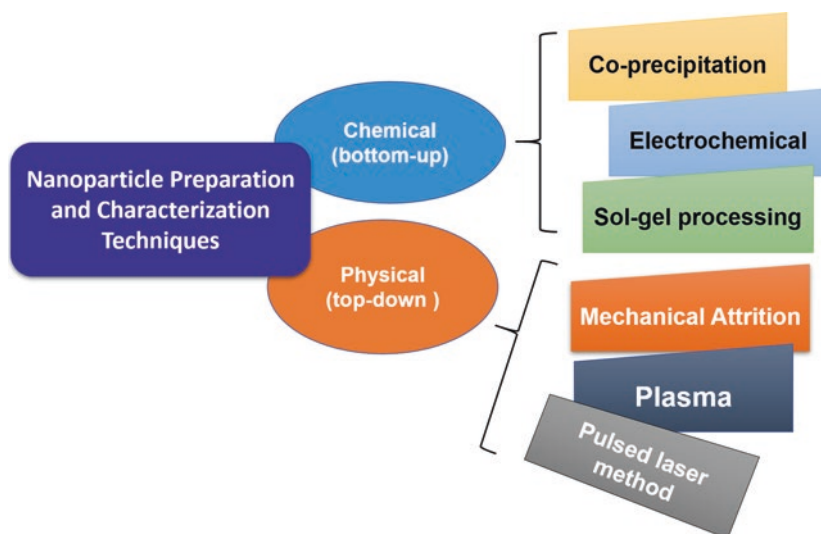 Nanoparticle Preparation
and Characterization
Techniques
Chemical
(bottom-up)
Co-precipitation
Electrochemical
Sol-gel processing
Physical
(top-down )
Mechanical Attrition
Plasma
Pulsed laser
method